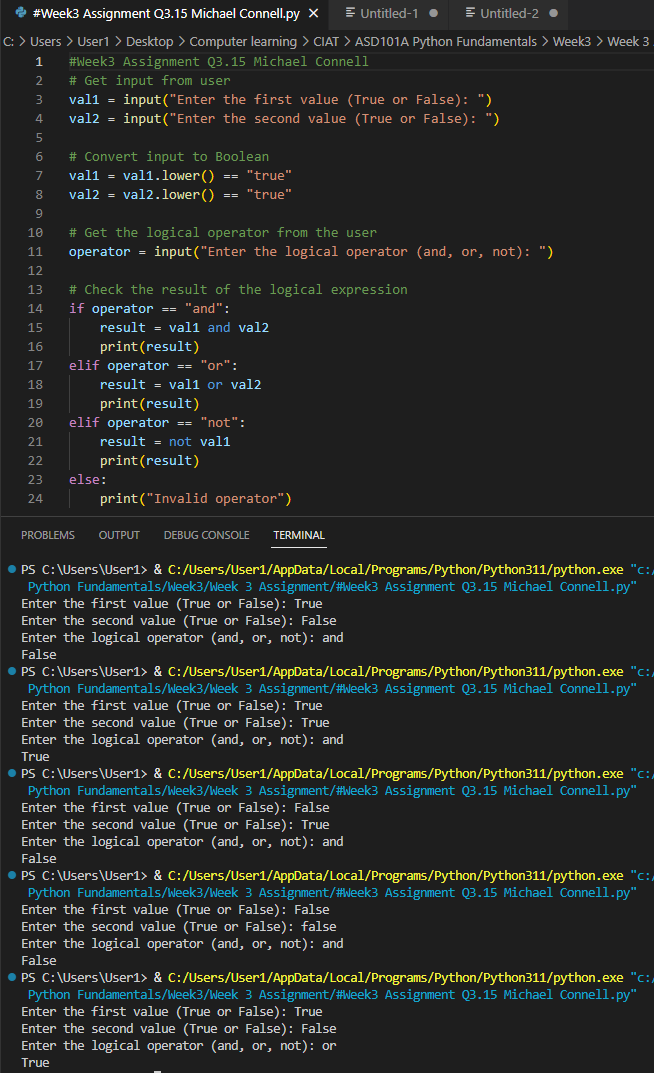 #Week3 Assignment Q3.15 Michael Connell.py Untitled-1 Untitled-2
C: > Users > User1 > Desktop > Computer learning > CIAT > ASD101A Python Fundamentals > Week3 > Week 3
1 #Week3 Assignment Q3.15 Michael Connell
2 # Get input from user
3 val1 = input("Enter the first value (True or False): ")
4 val2 = input("Enter the second value (True or False): ")
5
6 # Convert input to Boolean
7 val1 = val1.lower() == "true"
8 val2 = val2.lower() == "true"
9
10 # Get the logical operator from the user
11 operator = input("Enter the logical operator (and, or, not): ")
12
13 # Check the result of the logical expression
14 if operator == "and":
15 result = val1 and val2
16 print(result)
17 elif operator == "or":
18 result = val1 or val2
19 print(result)
20 elif operator == "not":
21 result = not val1
22 print(result)
23 else:
24 print("Invalid operator")
PROBLEMS OUTPUT DEBUG CONSOLE TERMINAL
PS C:\Users\User1> & C:/Users/User1/AppData/Local/Programs/Python/Python311/python.exe "c:/
Python Fundamentals/Week3/Week 3 Assignment/#Week3 Assignment Q3.15 Michael Connell.py"
Enter the first value (True or False): True
Enter the second value (True or False): False
Enter the logical operator (and, or, not): and
False
PS C:\Users\User1> & C:/Users/User1/AppData/Local/Programs/Python/Python311/python.exe "c:/
Python Fundamentals/Week3/Week 3 Assignment/#Week3 Assignment Q3.15 Michael Connell.py"
Enter the first value (True or False): True
Enter the second value (True or False): True
Enter the logical operator (and, or, not): and
True
PS C:\Users\User1> & C:/Users/User1/AppData/Local/Programs/Python/Python311/python.exe "c:/
Python Fundamentals/Week3/Week 3 Assignment/#Week3 Assignment Q3.15 Michael Connell.py"
Enter the first value (True or False): False
Enter the second value (True or False): True
Enter the logical operator (and, or, not): and
False
PS C:\Users\User1> & C:/Users/User1/AppData/Local/Programs/Python/Python311/python.exe "c:/
Python Fundamentals/Week3/Week 3 Assignment/#Week3 Assignment Q3.15 Michael Connell.py"
Enter the first value (True or False): False
Enter the second value (True or False): false
Enter the logical operator (and, or, not): and
False
PS C:\Users\User1> & C:/Users/User1/AppData/Local/Programs/Python/Python311/python.exe "c:/
Python Fundamentals/Week3/Week 3 Assignment/#Week3 Assignment Q3.15 Michael Connell.py"
Enter the first value (True or False): True
Enter the second value (True or False): False
Enter the logical operator (and, or, not): or
True